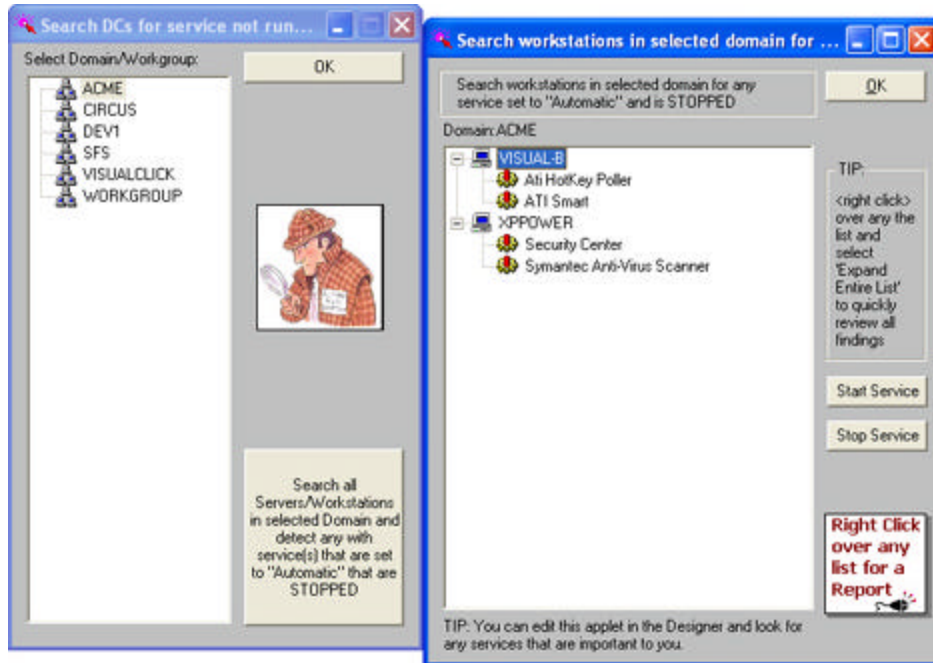 Search DCs for service not run...
Select Domain/Workgroup:
OK
ACME
CIRCUS
DEV1
SFS
VISUALCLICK
WORKGROUP
Search all
Servers/Workstations
in selected Domain and
detect any with
service(s) that are set
to "Automatic" that are
STOPPED
Search workstations in selected domain for ...
Search workstations in selected domain for any
service set to "Automatic" and is STOPPED
OK
Domain:ACME
VISUAL-B
Ati HotKey Poller
ATI Smart
XPPOWER
Security Center
Symantec Anti-Virus Scanner
TIP:
<right click>
over any the
list and
select
'Expand
Entire List'
to quickly
review all
findings
Start Service
Stop Service
Right Click
over any
list for a
Report
TIP: You can edit this applet in the Designer and look for
any services that are important to you.